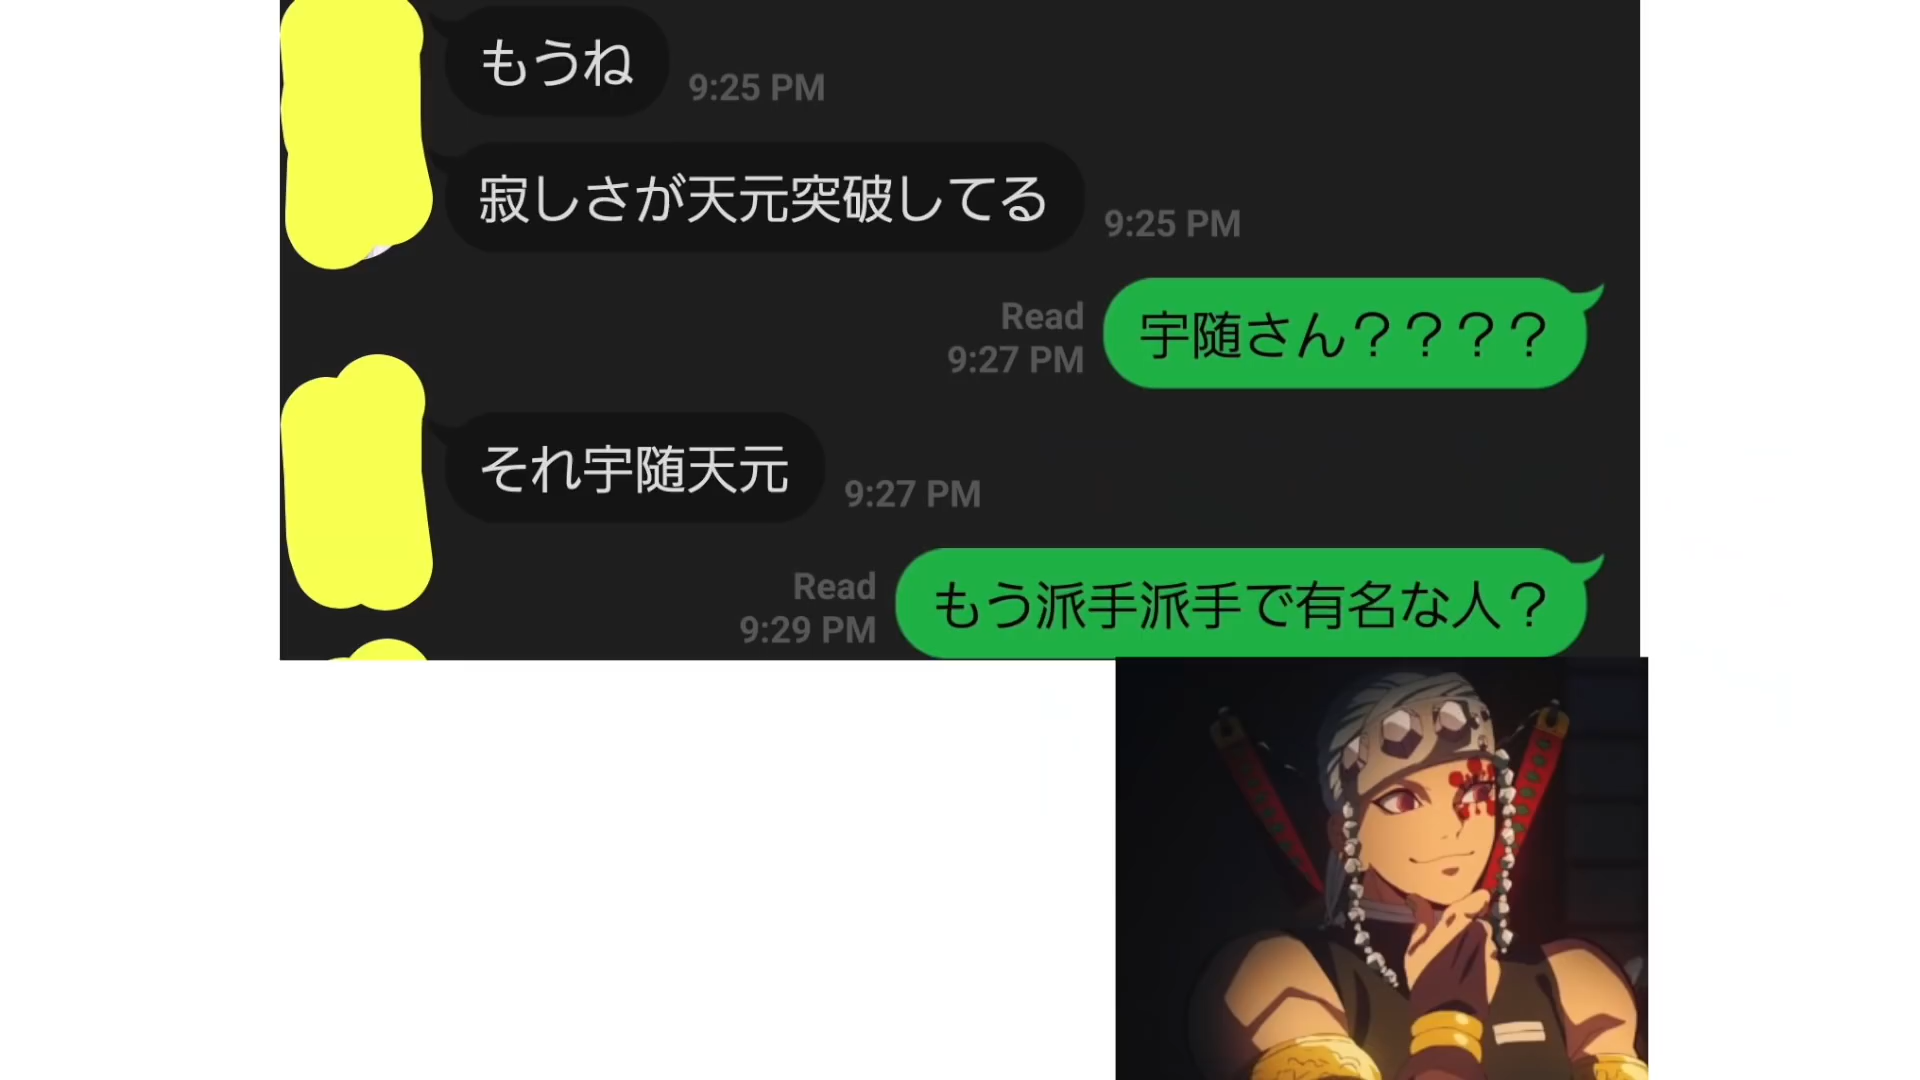 もうね
9:25 PM
寂しさが天元突破してる
9:25 PM
Read
9:27 PM
宇随さん？？？？
それ宇随天元
9:27 PM
Read
9:29 PM
もう派手派手で有名な人？